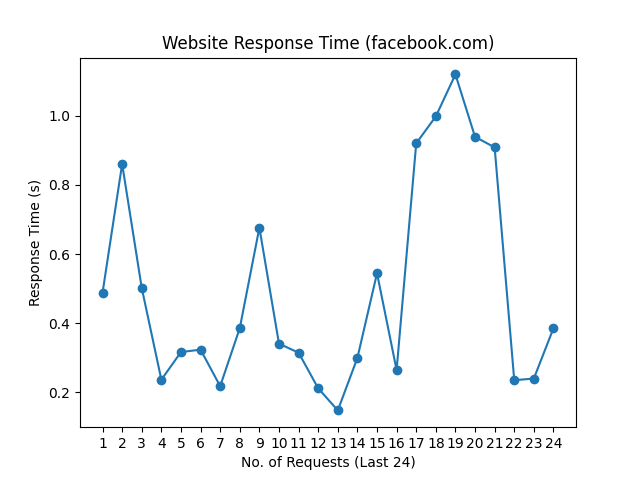 Website Response Time (facebook.com)
Response Time (s)
1.0
0.8
0.6
0.4
0.2
1 2 3 4 5 6 7 8 9 10 11 12 13 14 15 16 17 18 19 20 21 22 23 24
No. of Requests (Last 24)